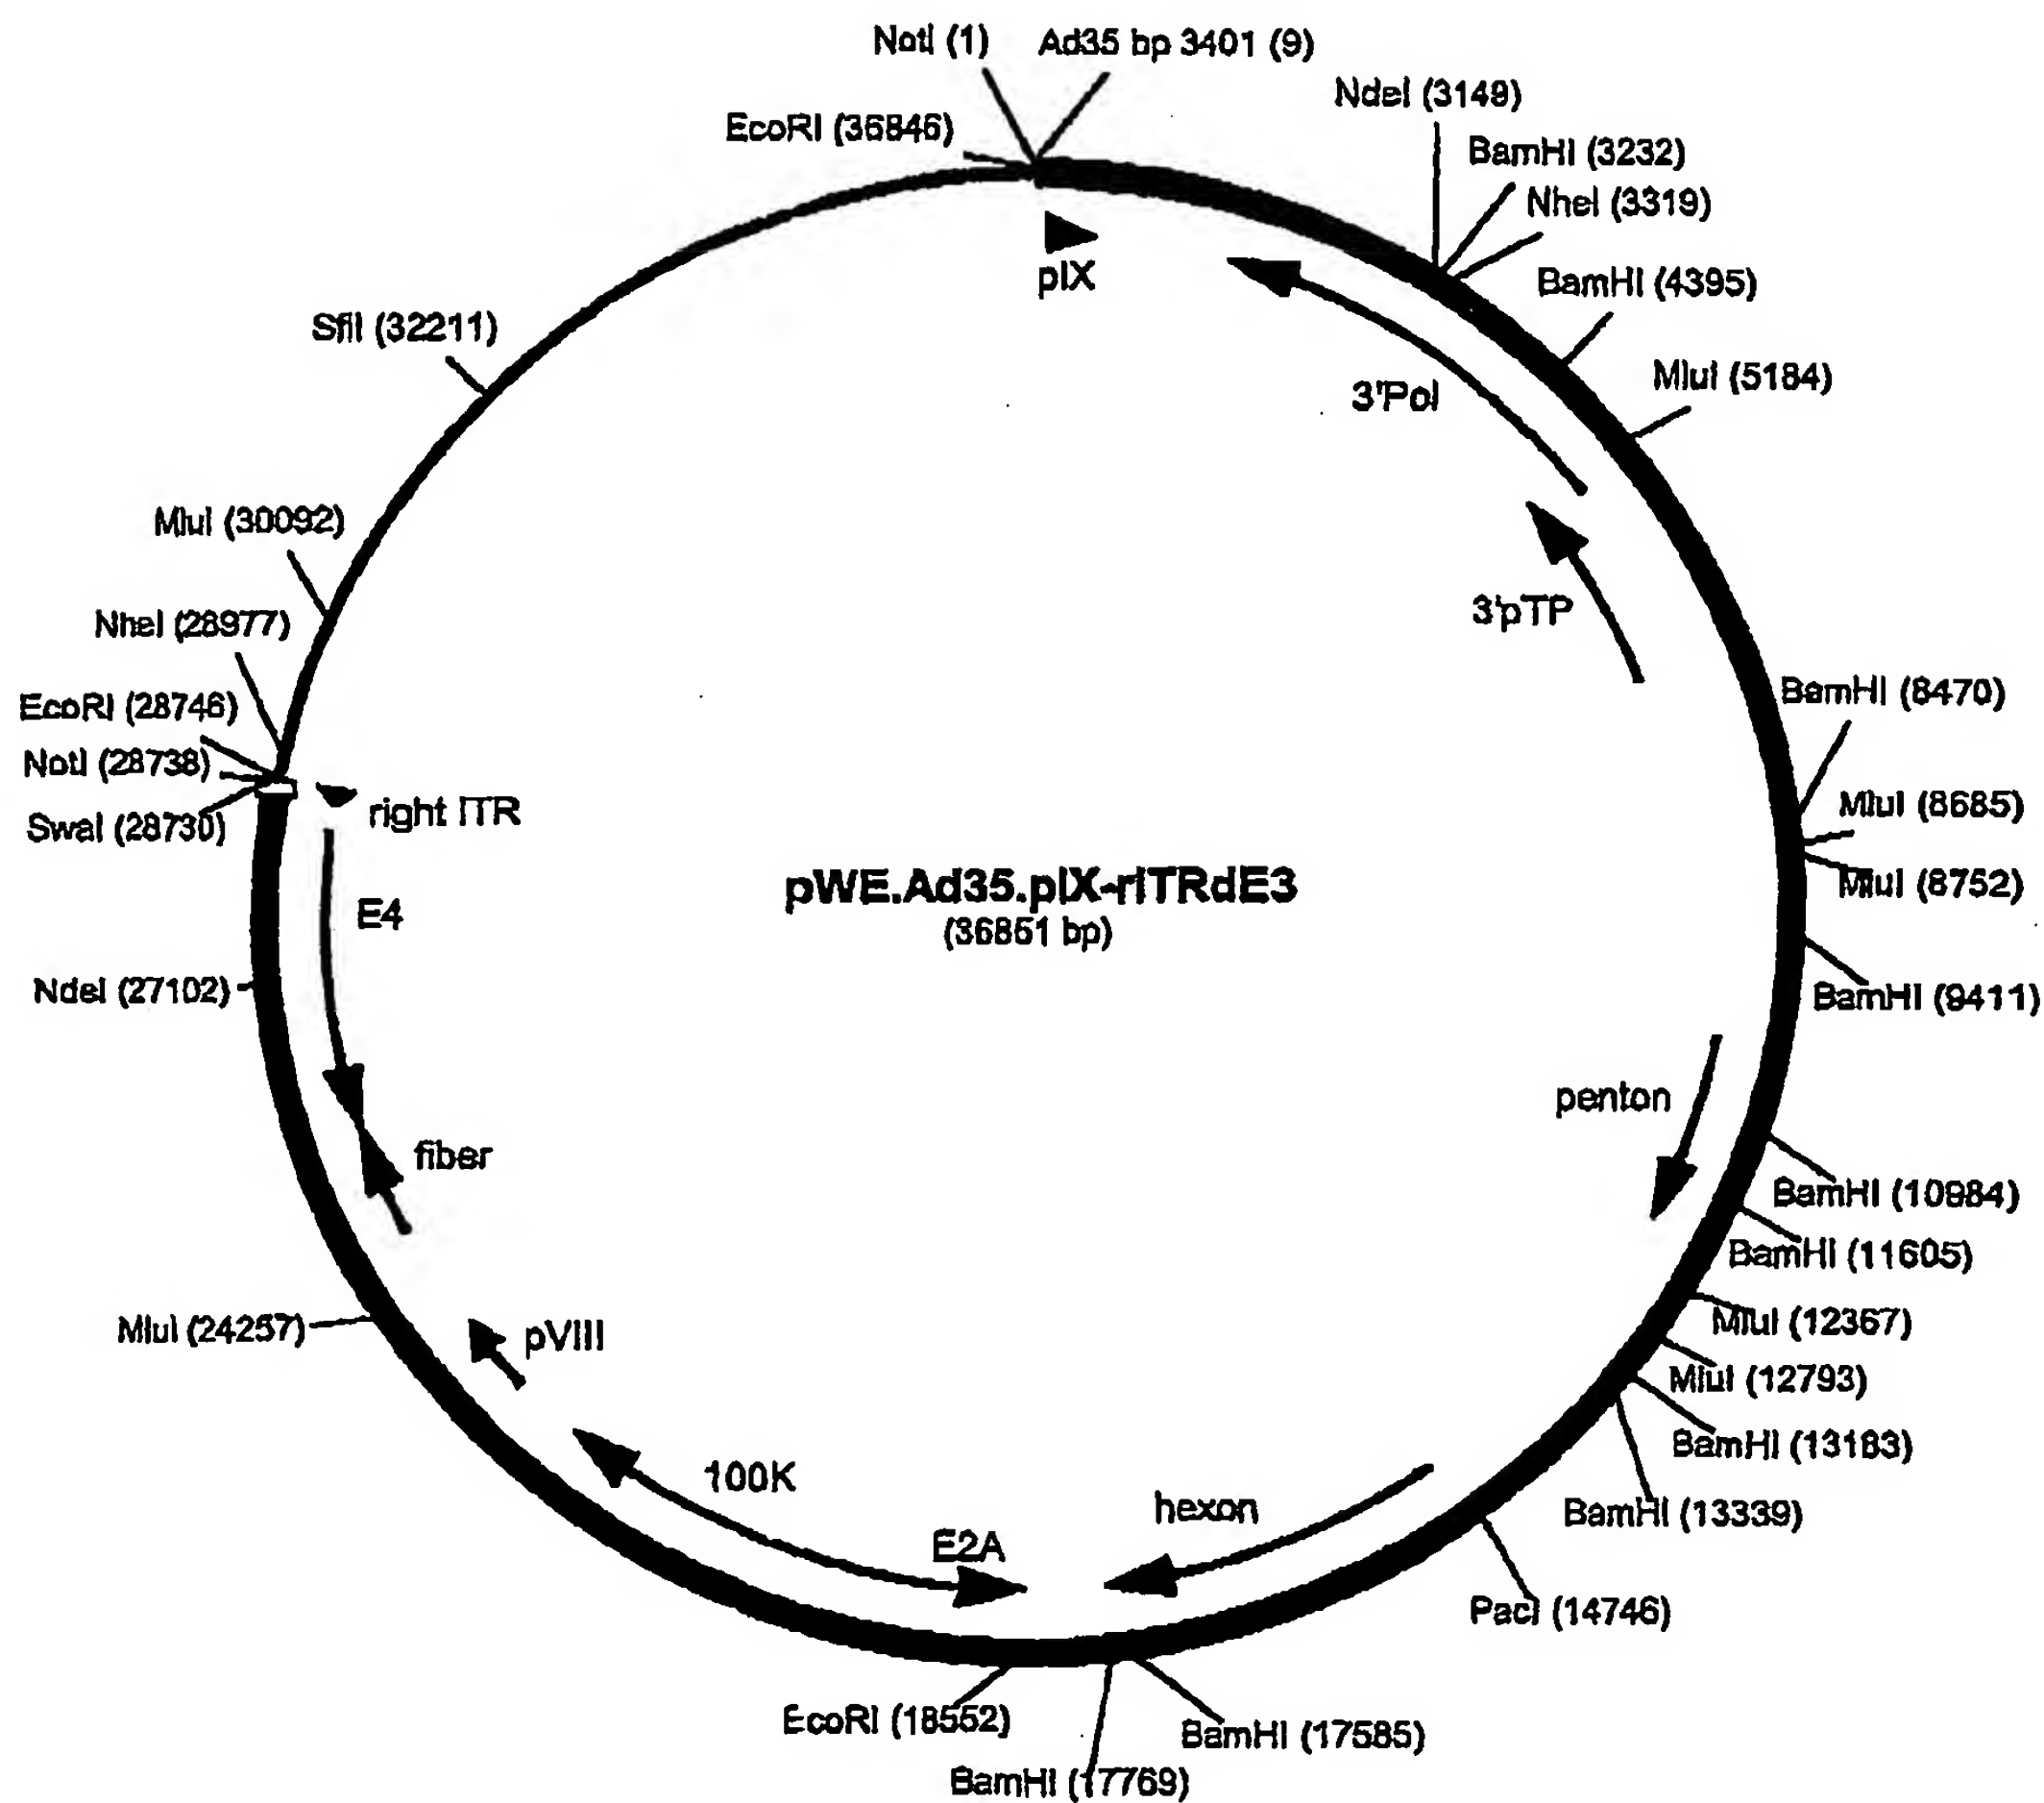 NotI (1)
Ad35 bp 3401 (9)
EcoRI (36846)
NdeI (3149)
BamHI (3232)
NheI (3319)
BamHI (4395)
MluI (5184)
BamHI (8470)
MluI (8685)
MluI (8752)
BamHI (9411)
BamHI (10984)
BamHI (11605)
MluI (12367)
MluI (12793)
BamHI (13183)
BamHI (13339)
PacI (14746)
BamHI (17585)
BamHI (17769)
EcoRI (18552)
MluI (24257)
NdeI (27102)
SwaI (28730)
NotI (28738)
EcoRI (28746)
NheI (28977)
MluI (30092)
SfiI (32211)
pIX
3'Pol
3'pTP
penton
hexon
E2A
100K
pVIII
fiber
E4
right ITR
pWE.Ad35.pIX-rITRdE3
(36851 bp)